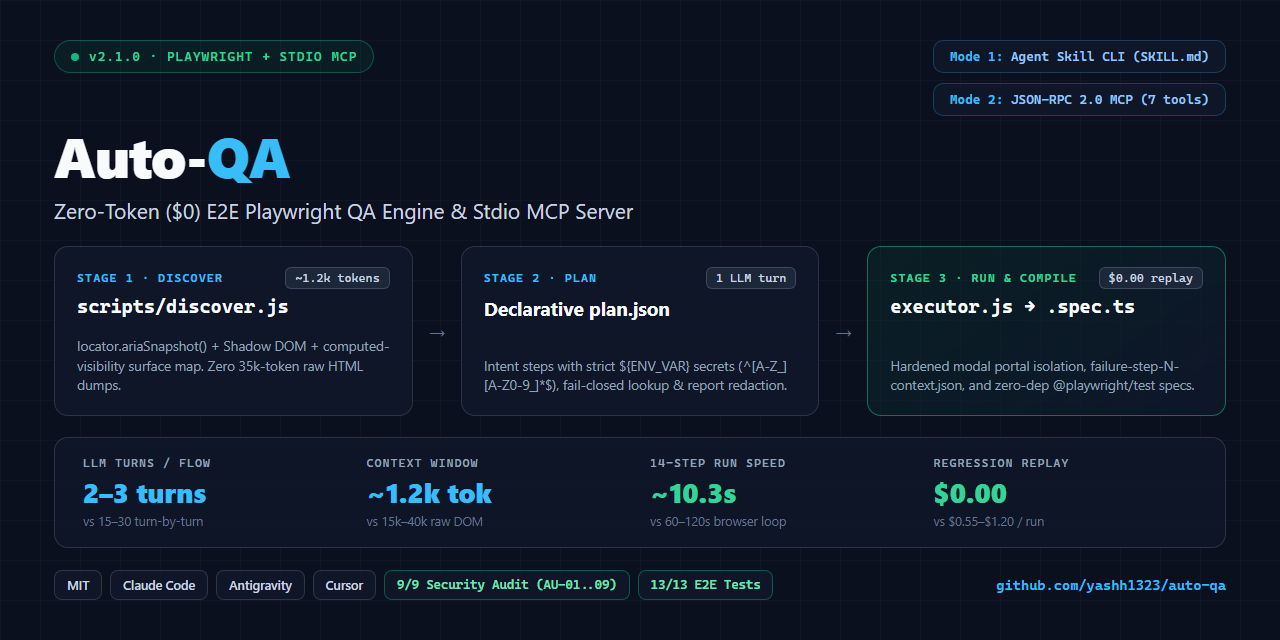 v2.1.0 · PLAYWRIGHT + STDIO MCP
Mode 1: Agent Skill CLI (SKILL.md)
Mode 2: JSON-RPC 2.0 MCP (7 tools)
Auto-QA
Zero-Token ($0) E2E Playwright QA Engine & Stdio MCP Server
STAGE 1 · DISCOVER
~1.2k tokens
scripts/discover.js
locator.ariaSnapshot() + Shadow DOM + computed-
visibility surface map. Zero 35k-token raw HTML
dumps.
→
STAGE 2 · PLAN
1 LLM turn
Declarative plan.json
Intent steps with strict ${ENV_VAR} secrets (^[A-Z_]
[A-Z0-9_]*$), fail-closed lookup & report redaction.
→
STAGE 3 · RUN & COMPILE
$0.00 replay
executor.js → .spec.ts
Hardened modal portal isolation, failure-step-N-
context.json, and zero-dep @playwright/test specs.
LLM TURNS / FLOW
2–3 turns
vs 15–30 turn-by-turn
CONTEXT WINDOW
~1.2k tok
vs 15k–40k raw DOM
14-STEP RUN SPEED
~10.3s
vs 60–120s browser loop
REGRESSION REPLAY
$0.00
vs $0.55–$1.20 / run
MIT
Claude Code
Antigravity
Cursor
9/9 Security Audit (AU-01..09)
13/13 E2E Tests
github.com/yashh1323/auto-qa